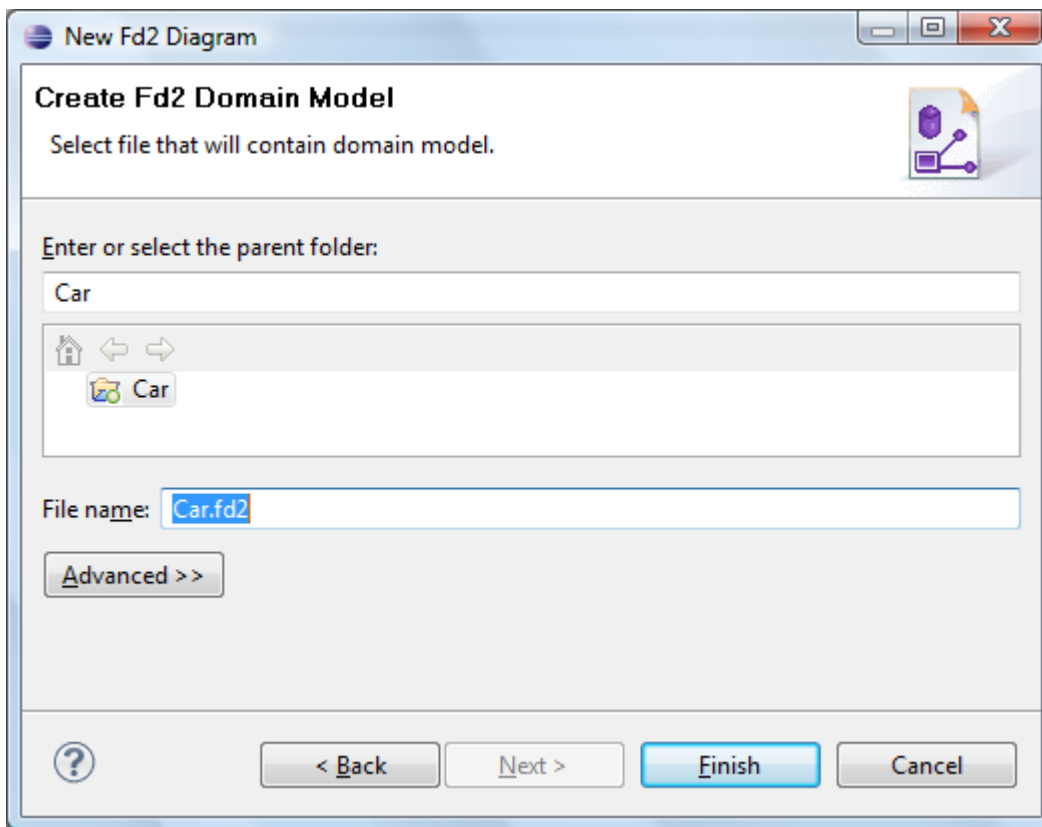 New Fd2 Diagram
Create Fd2 Domain Model
Select file that will contain domain model.
Enter or select the parent folder:
Car
Car
File name: Car.fd2
Advanced >>
< Back Next > Finish Cancel